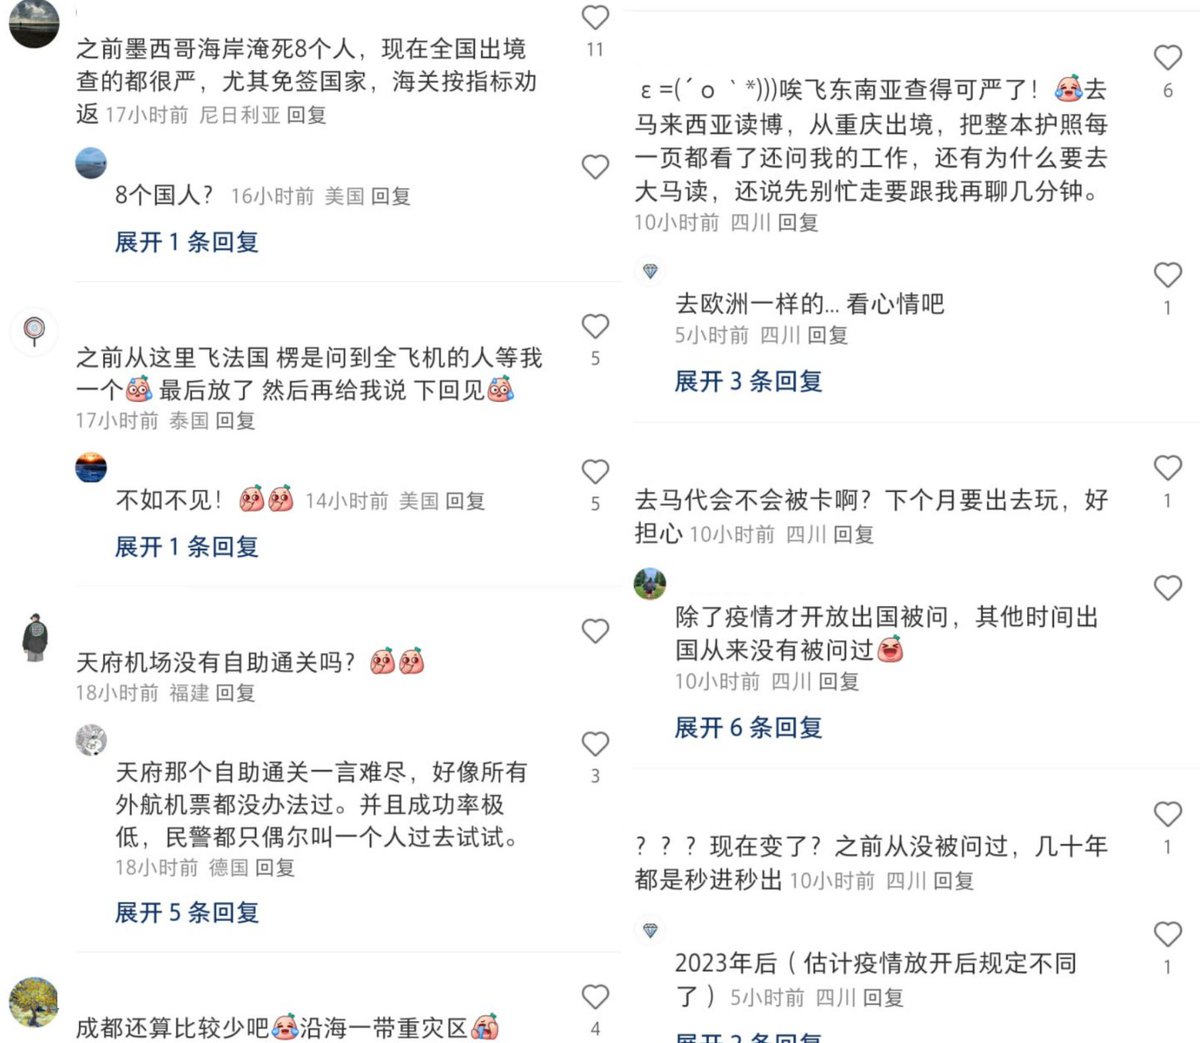 之前墨西哥海岸淹死8个人，现在全国出境
查的都很严，尤其免签国家，海关按指标劝
返 17小时前 尼日利亚 回复
11
8个国人？ 16小时前 美国 回复
展开 1 条回复
之前从这里飞法国 楞是问到全飞机的人等我
一个 最后放了 然后再给我说 下回见
17小时前 泰国 回复
5
不如不见！ 14小时前 美国 回复
5
展开 1 条回复
天府机场没有自助通关吗？
18小时前 福建 回复
天府那个自助通关一言难尽，好像所有
外航机票都没办法过。并且成功率极
低，民警都只偶尔叫一个人过去试试。
18小时前 德国 回复
3
展开 5 条回复
成都还算比较少吧 沿海一带重灾区
4
ε=(´ο｀*)))唉飞东南亚查得可严了！ 去
马来西亚读博，从重庆出境，把整本护照每
一页都看了还问我的工作，还有为什么要去
大马读，还说先别忙走要跟我再聊几分钟。
10小时前 四川 回复
6
去欧洲一样的... 看心情吧
5小时前 四川 回复
1
展开 3 条回复
去马代会不会被卡啊？下个月要出去玩，好
担心 10小时前 四川 回复
1
除了疫情才开放出国被问，其他时间出
国从来没有被问过
10小时前 四川 回复
展开 6 条回复
？？？现在变了？之前从没被问过，几十年
都是秒进秒出 10小时前 四川 回复
1
2023年后（估计疫情放开后规定不同
了） 5小时前 四川 回复
1
展开 2 条回复